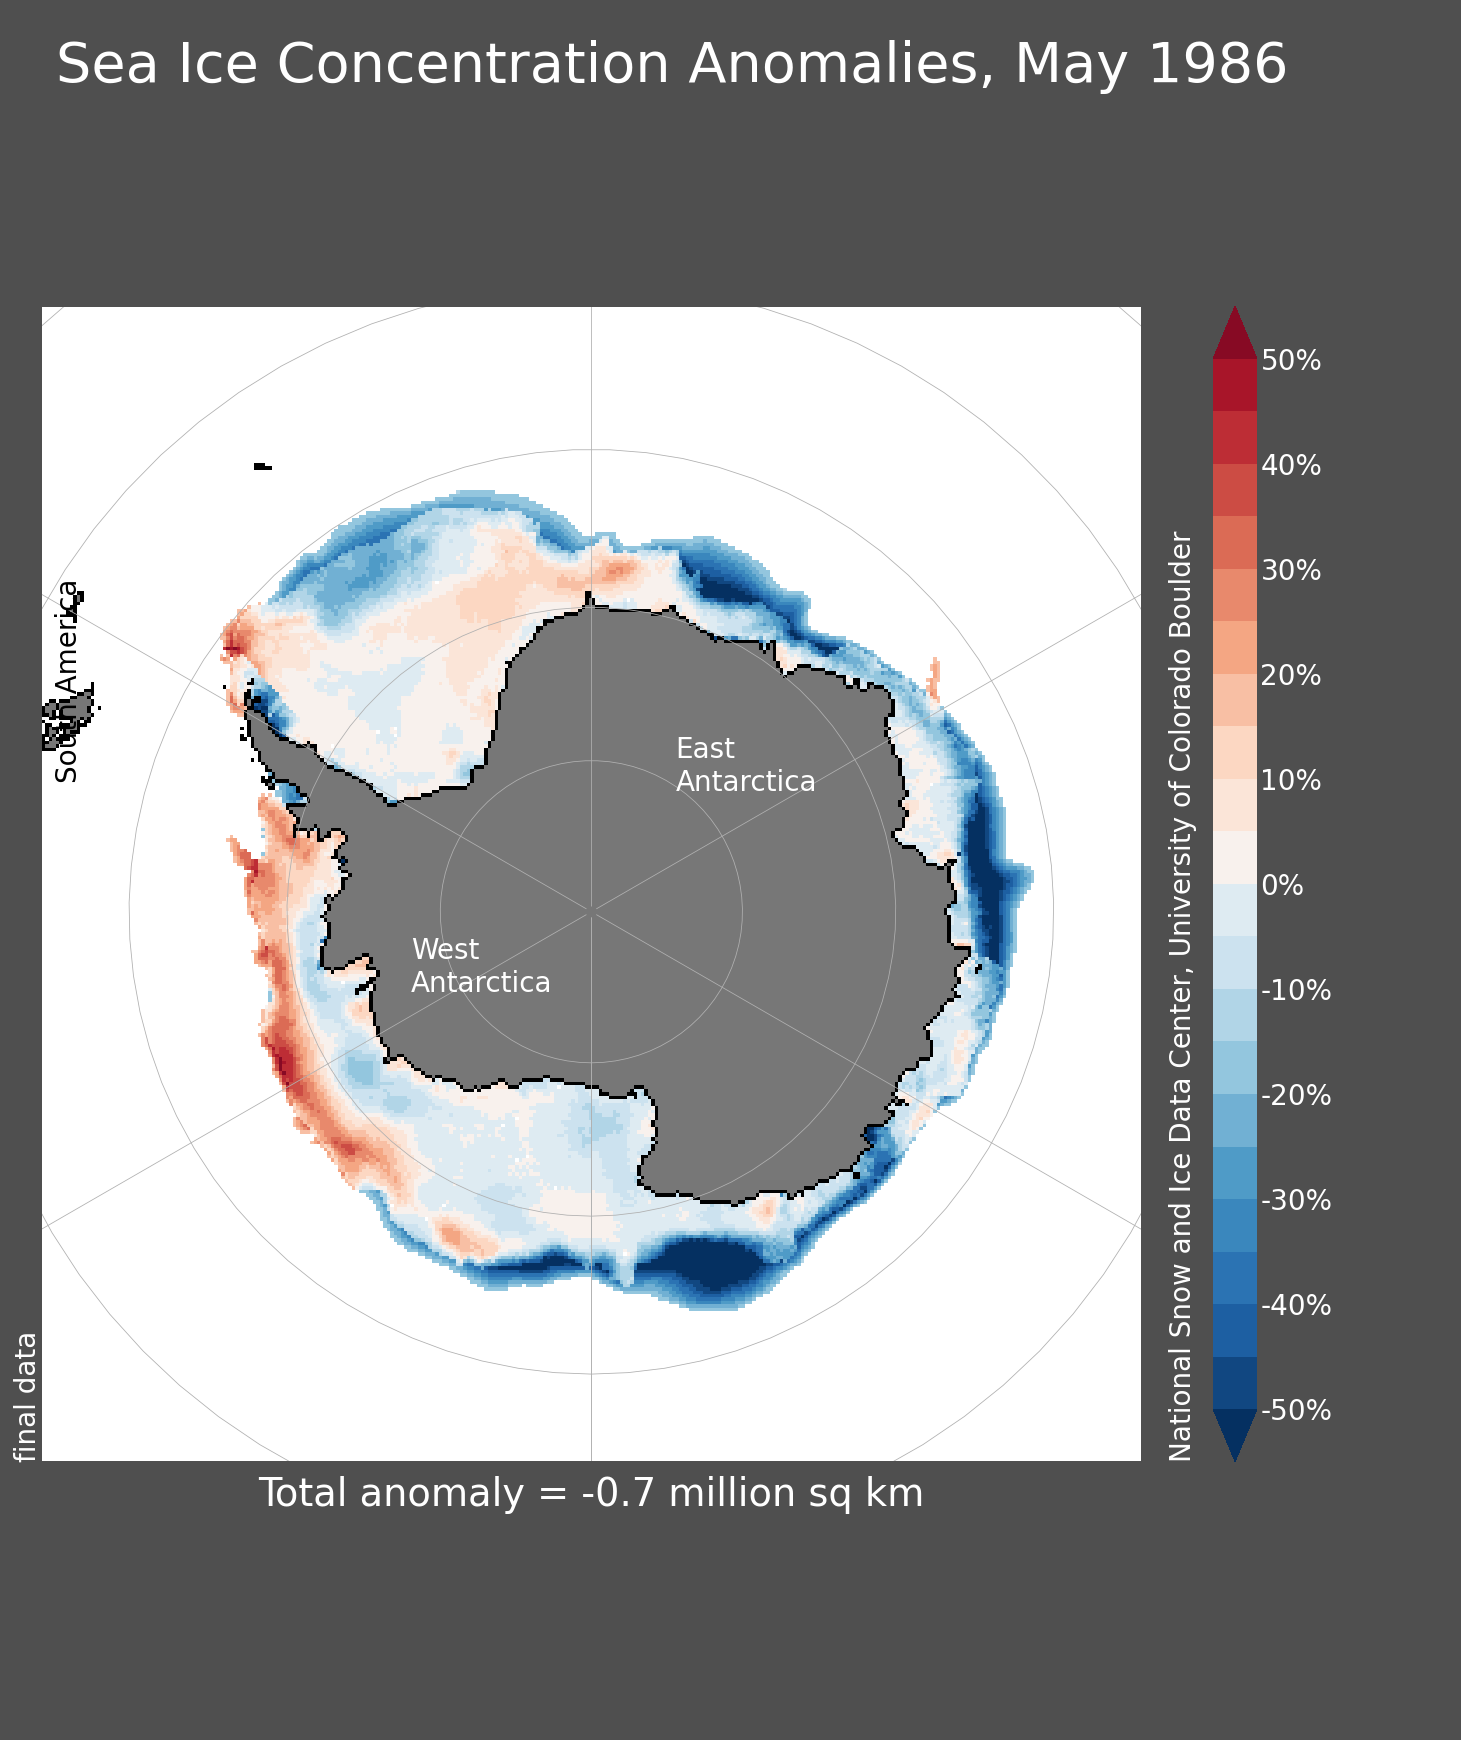 Sea Ice Concentration Anomalies, May 1986
South America
East
Antarctica
West
Antarctica
final data
National Snow and Ice Data Center, University of Colorado Boulder
50%
40%
30%
20%
10%
0%
-10%
-20%
-30%
-40%
-50%
Total anomaly = -0.7 million sq km